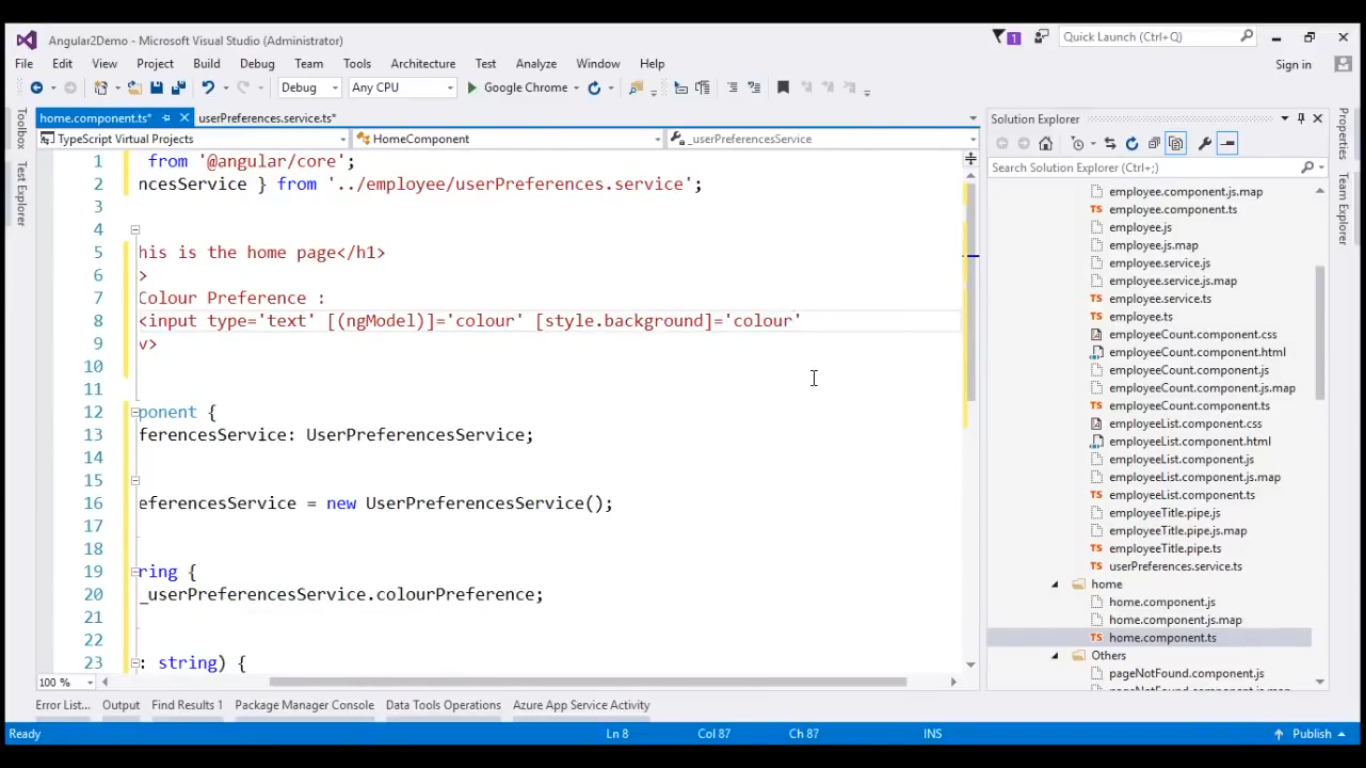 Angular2Demo - Microsoft Visual Studio (Administrator)
1
Quick Launch (Ctrl+Q)
File Edit View Project Build Debug Team Tools Architecture Test Analyze Window Help
Sign in
Debug Any CPU Google Chrome
home.component.ts* userPreferences.service.ts*
TypeScript Virtual Projects HomeComponent _userPreferencesService
Toolbox
Test Explorer
1 from '@angular/core';
2 ncesService } from '../employee/userPreferences.service';
3
4
5 his is the home page</h1>
6 >
7 Colour Preference :
8 <input type='text' [(ngModel)]='colour' [style.background]='colour'
9 v>
10
11
12 ponent {
13 ferencesService: UserPreferencesService;
14
15
16 eferencesService = new UserPreferencesService();
17
18
19 ring {
20 _userPreferencesService.colourPreference;
21
22
23 : string) {
100 %
Solution Explorer
Search Solution Explorer (Ctrl+;)
employee.component.js.map
TS employee.component.ts
employee.js
employee.js.map
employee.service.js
employee.service.js.map
TS employee.service.ts
TS employee.ts
employeeCount.component.css
employeeCount.component.html
employeeCount.component.js
employeeCount.component.js.map
TS employeeCount.component.ts
employeeList.component.css
employeeList.component.html
employeeList.component.js
employeeList.component.js.map
TS employeeList.component.ts
employeeTitle.pipe.js
employeeTitle.pipe.js.map
TS employeeTitle.pipe.ts
TS userPreferences.service.ts
home
home.component.js
home.component.js.map
TS home.component.ts
Others
pageNotFound.component.js
Properties
Team Explorer
Error List... Output Find Results 1 Package Manager Console Data Tools Operations Azure App Service Activity
Ready Ln 8 Col 87 Ch 87 INS Publish